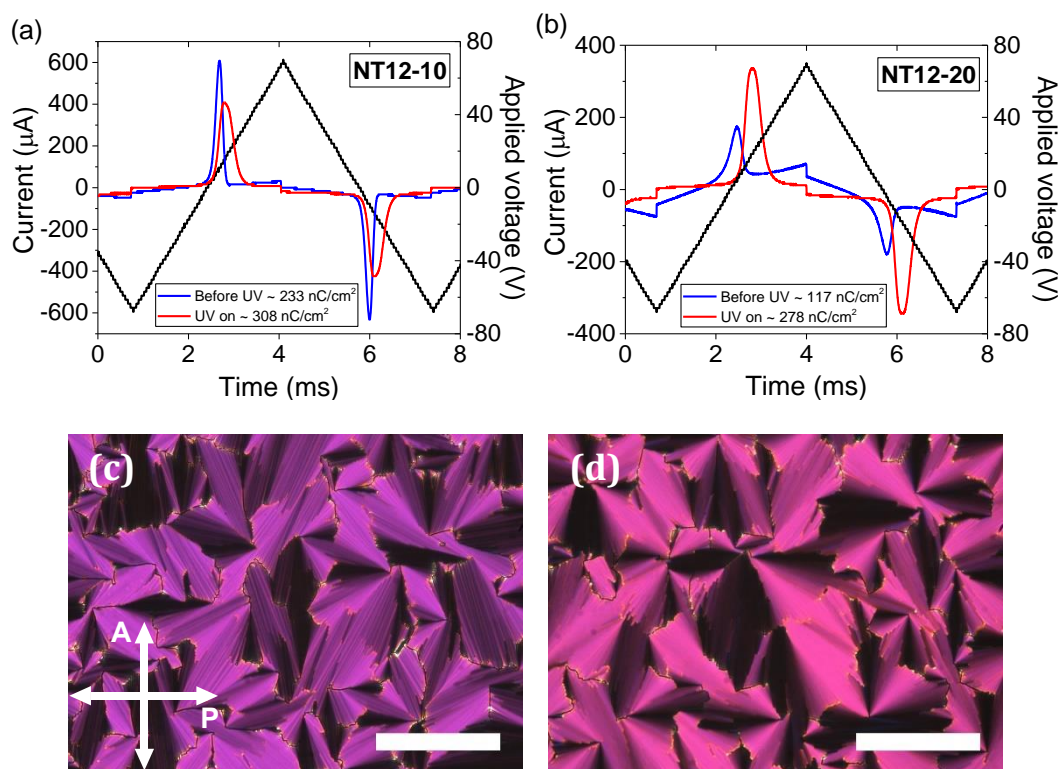 (a)
NT12-10
Current (μA)
600
400
200
0
-200
-400
-600
80
40
0
-40
-80
Applied voltage (V)
Before UV ~ 233 nC/cm²
UV on ~ 308 nC/cm²
0 2 4 6 8
Time (ms)
(b)
NT12-20
Current (μA)
400
200
0
-200
-400
80
40
0
-40
-80
Applied voltage (V)
Before UV ~ 117 nC/cm²
UV on ~ 278 nC/cm²
0 2 4 6 8
Time (ms)
(c)
A
P
(d)